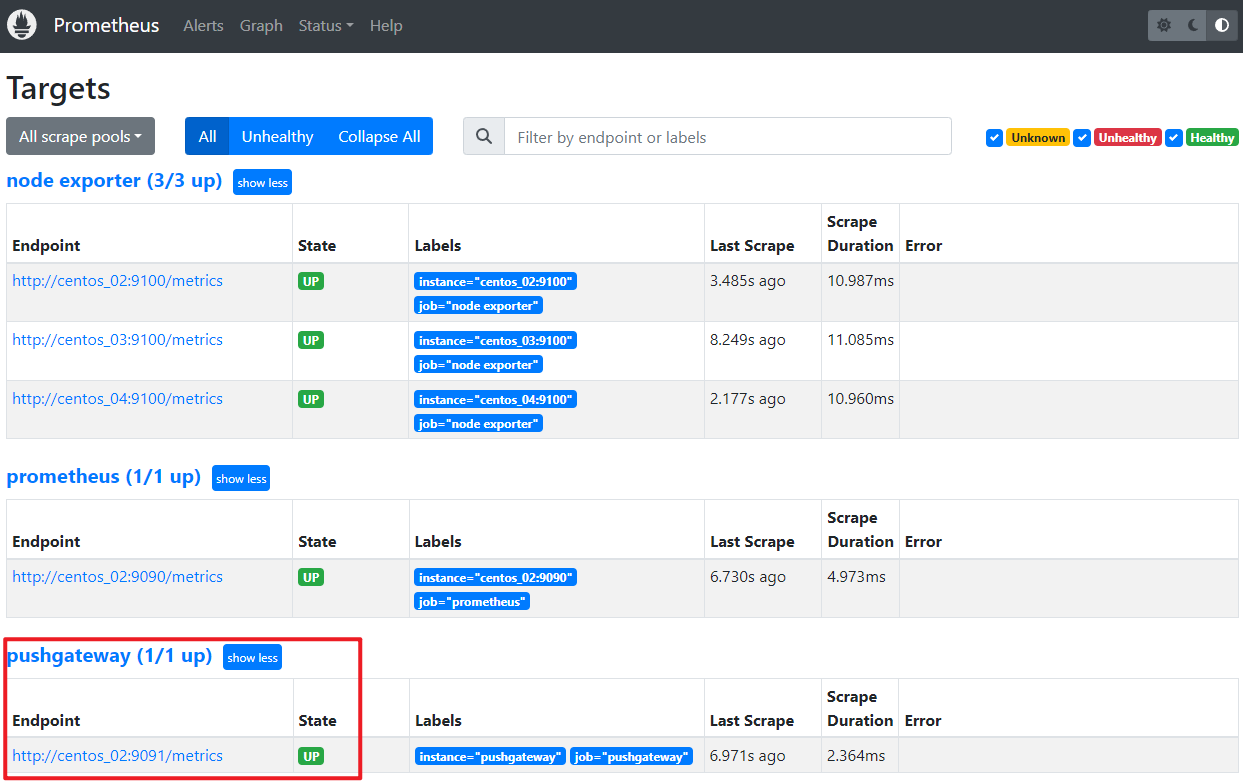 Prometheus Alerts Graph Status Help
Targets
All scrape pools All Unhealthy Collapse All Filter by endpoint or labels Unknown Unhealthy Healthy
node exporter (3/3 up) show less
Endpoint State Labels Last Scrape Scrape Duration Error
http://centos_02:9100/metrics UP instance="centos_02:9100" 3.485s ago 10.987ms
job="node exporter"
http://centos_03:9100/metrics UP instance="centos_03:9100" 8.249s ago 11.085ms
job="node exporter"
http://centos_04:9100/metrics UP instance="centos_04:9100" 2.177s ago 10.960ms
job="node exporter"
prometheus (1/1 up) show less
Endpoint State Labels Last Scrape Scrape Duration Error
http://centos_02:9090/metrics UP instance="centos_02:9090" 6.730s ago 4.973ms
job="prometheus"
pushgateway (1/1 up) show less
Endpoint State Labels Last Scrape Scrape Duration Error
http://centos_02:9091/metrics UP instance="pushgateway" job="pushgateway" 6.971s ago 2.364ms